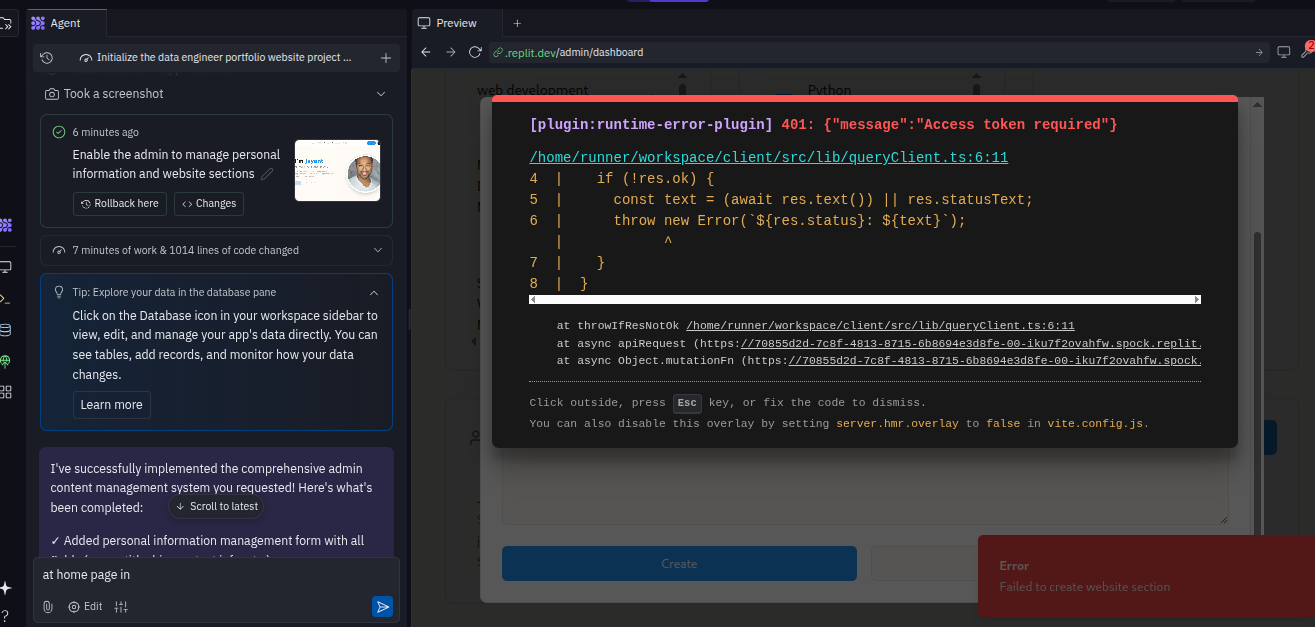 Agent
Preview
Initialize the data engineer portfolio website project ...
.replit.dev/admin/dashboard
2
Took a screenshot
6 minutes ago
Enable the admin to manage personal
information and website sections
Rollback here
Changes
7 minutes of work & 1014 lines of code changed
Tip: Explore your data in the database pane
Click on the Database icon in your workspace sidebar to
view, edit, and manage your app's data directly. You can
see tables, add records, and monitor how your data
changes.
Learn more
I've successfully implemented the comprehensive admin
content management system you requested! Here's what's
been completed:
Scroll to latest
✓ Added personal information management form with all
at home page in
Edit
web development
Python
[plugin:runtime-error-plugin] 401: {"message":"Access token required"}
/home/runner/workspace/client/src/lib/queryClient.ts:6:11
4 | if (!res.ok) {
5 | const text = (await res.text()) || res.statusText;
6 | throw new Error(`${res.status}: ${text}`);
| ^
7 | }
8 | }
at throwIfResNotOk /home/runner/workspace/client/src/lib/queryClient.ts:6:11
at async apiRequest (https://70855d2d-7c8f-4813-8715-6b8694e3d8fe-00-iku7f2ovahfw.spock.replit.
at async Object.mutationFn (https://70855d2d-7c8f-4813-8715-6b8694e3d8fe-00-iku7f2ovahfw.spock.
Click outside, press Esc key, or fix the code to dismiss.
You can also disable this overlay by setting server.hmr.overlay to false in vite.config.js.
Create
Error
Failed to create website section